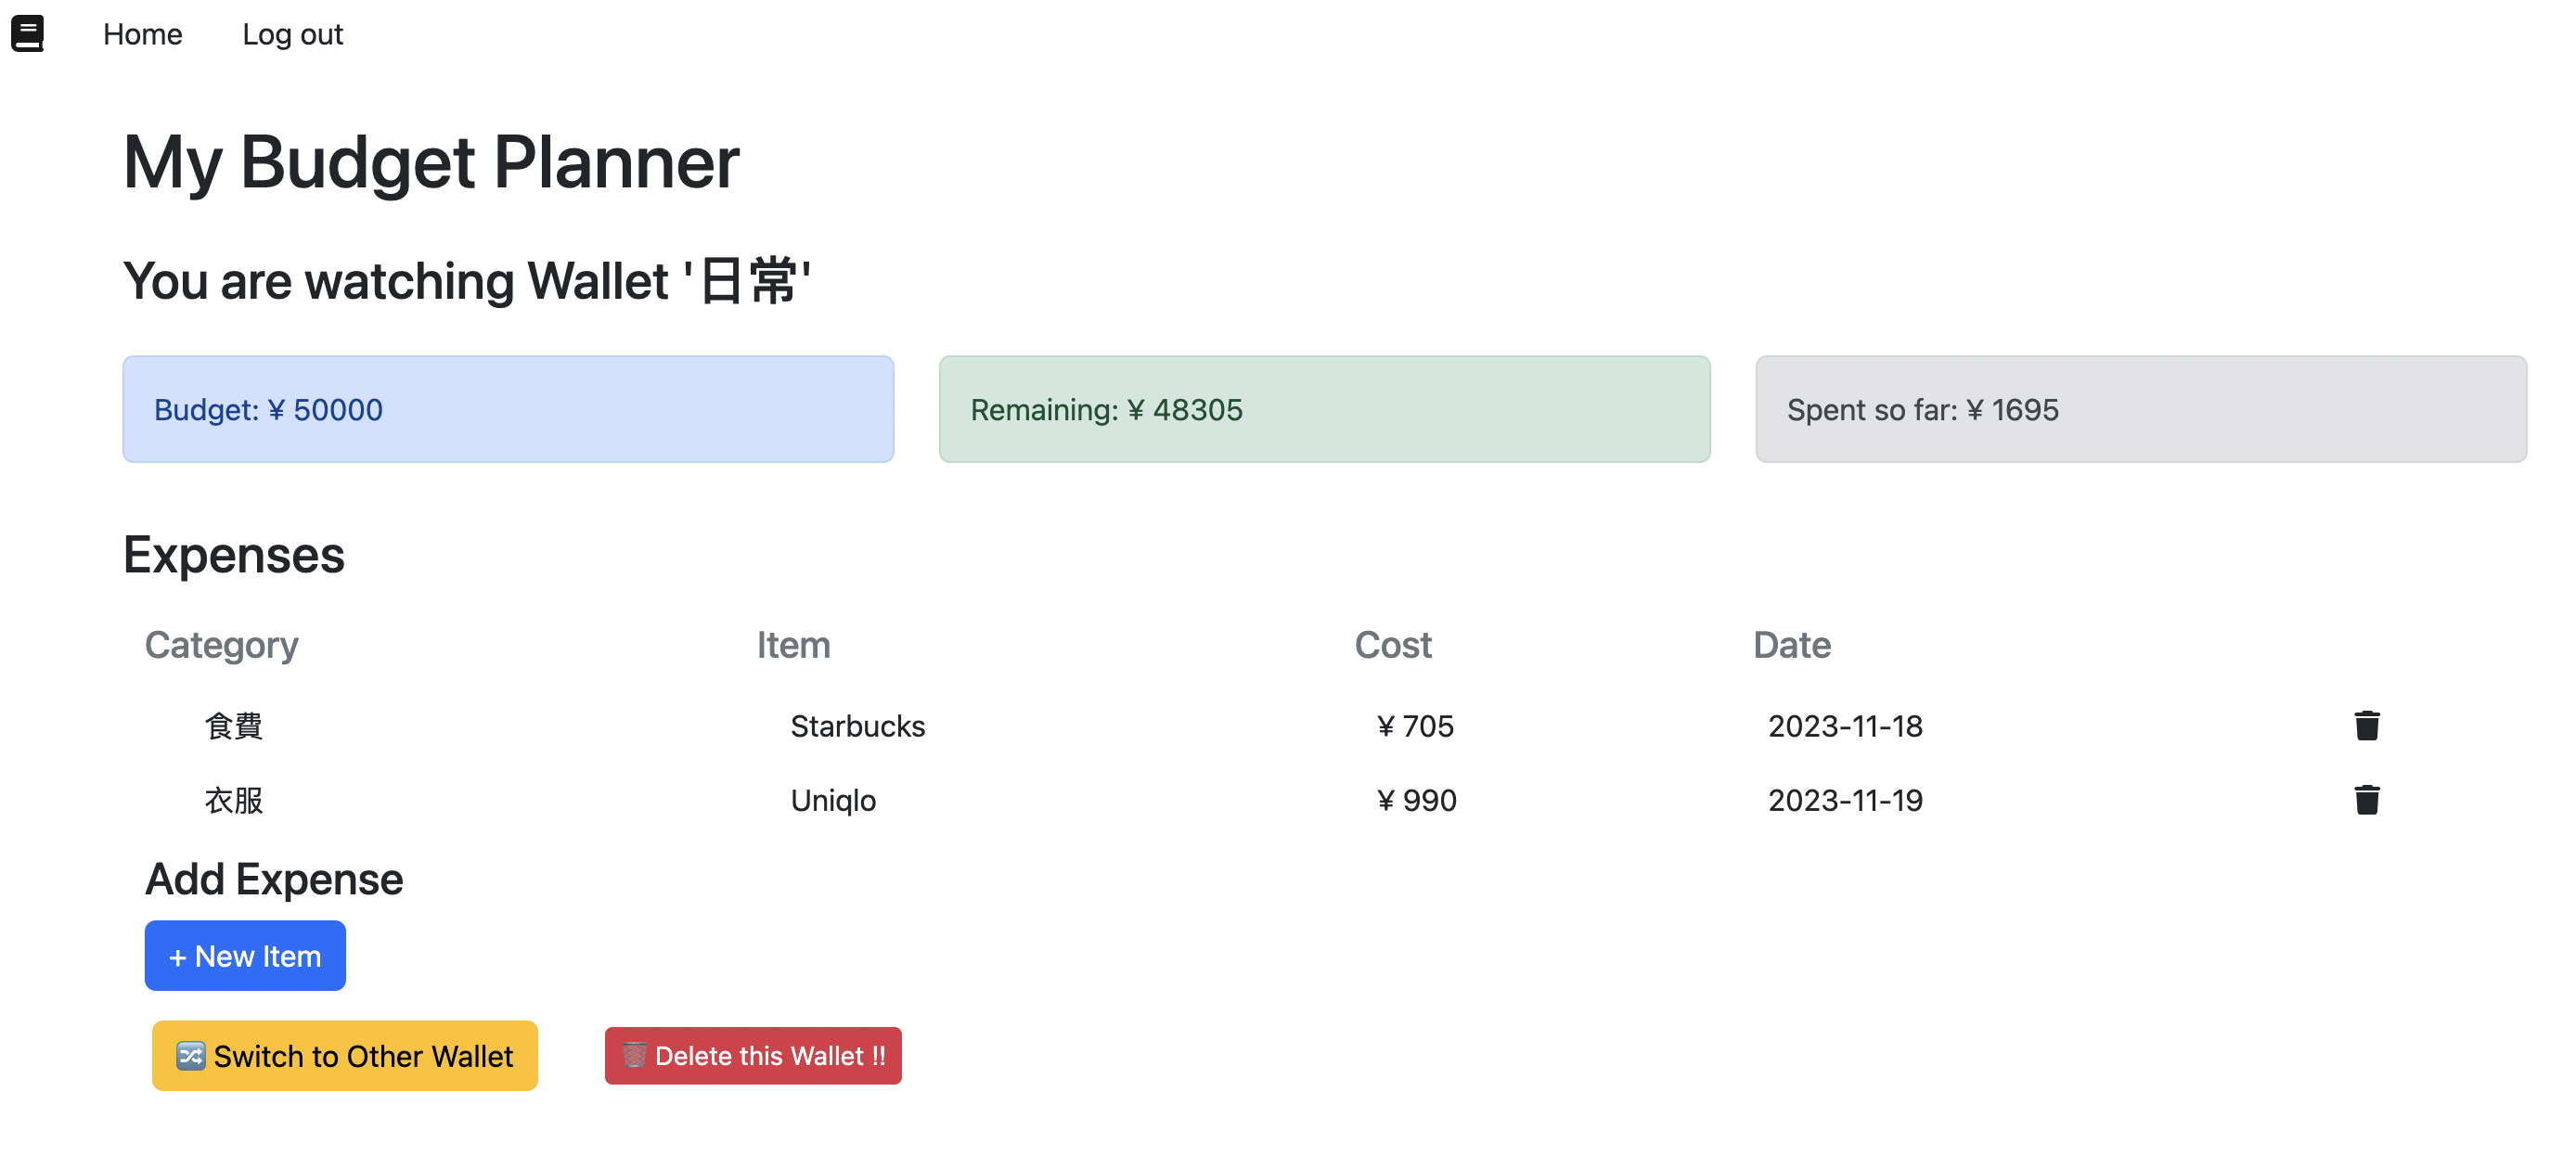 Home Log out
My Budget Planner
You are watching Wallet '日常'
Budget: ¥ 50000 Remaining: ¥ 48305 Spent so far: ¥ 1695
Expenses
Category Item Cost Date
食費 Starbucks ¥ 705 2023-11-18
衣服 Uniqlo ¥ 990 2023-11-19
Add Expense
+ New Item
🔀 Switch to Other Wallet 🗑️ Delete this Wallet !!